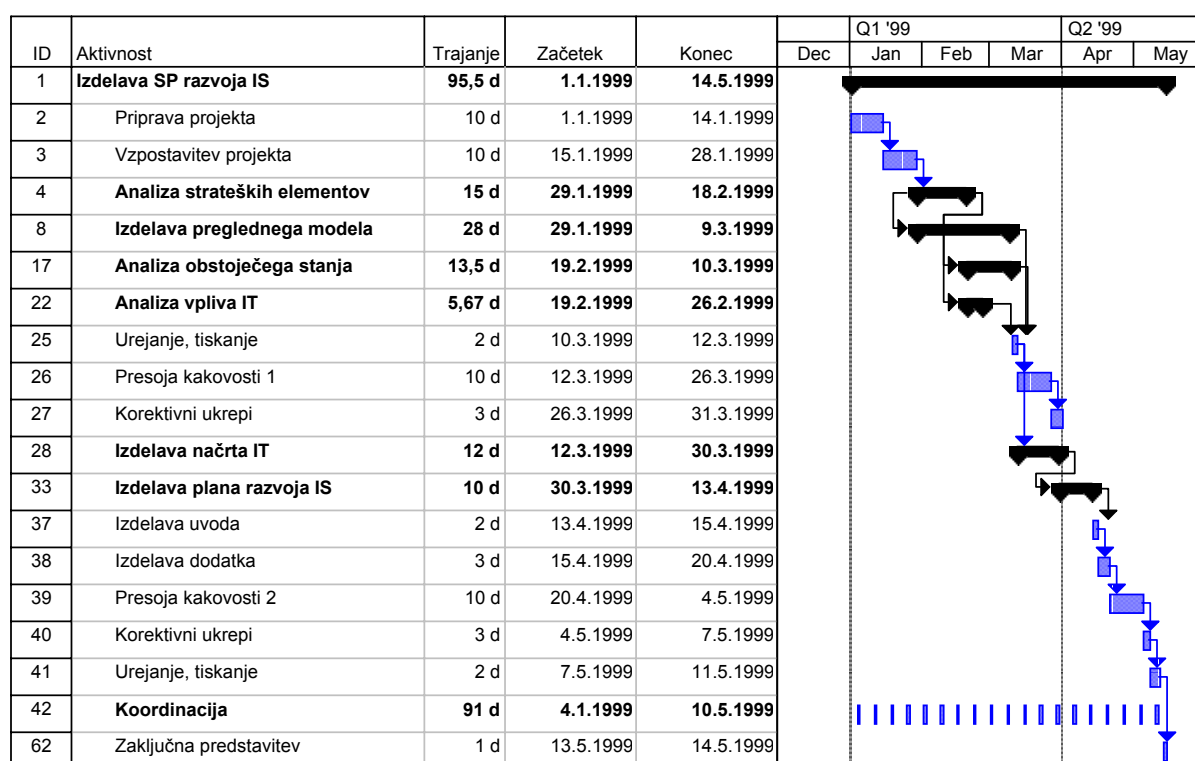 Q1 '99 Q2 '99
ID Aktivnost Trajanje Začetek Konec Dec Jan Feb Mar Apr May
1 Izdelava SP razvoja IS 95,5 d 1.1.1999 14.5.1999
2 Priprava projekta 10 d 1.1.1999 14.1.1999
3 Vzpostavitev projekta 10 d 15.1.1999 28.1.1999
4 Analiza strateških elementov 15 d 29.1.1999 18.2.1999
8 Izdelava preglednega modela 28 d 29.1.1999 9.3.1999
17 Analiza obstoječega stanja 13,5 d 19.2.1999 10.3.1999
22 Analiza vpliva IT 5,67 d 19.2.1999 26.2.1999
25 Urejanje, tiskanje 2 d 10.3.1999 12.3.1999
26 Presoja kakovosti 1 10 d 12.3.1999 26.3.1999
27 Korektivni ukrepi 3 d 26.3.1999 31.3.1999
28 Izdelava načrta IT 12 d 12.3.1999 30.3.1999
33 Izdelava plana razvoja IS 10 d 30.3.1999 13.4.1999
37 Izdelava uvoda 2 d 13.4.1999 15.4.1999
38 Izdelava dodatka 3 d 15.4.1999 20.4.1999
39 Presoja kakovosti 2 10 d 20.4.1999 4.5.1999
40 Korektivni ukrepi 3 d 4.5.1999 7.5.1999
41 Urejanje, tiskanje 2 d 7.5.1999 11.5.1999
42 Koordinacija 91 d 4.1.1999 10.5.1999
62 Zaključna predstavitev 1 d 13.5.1999 14.5.1999